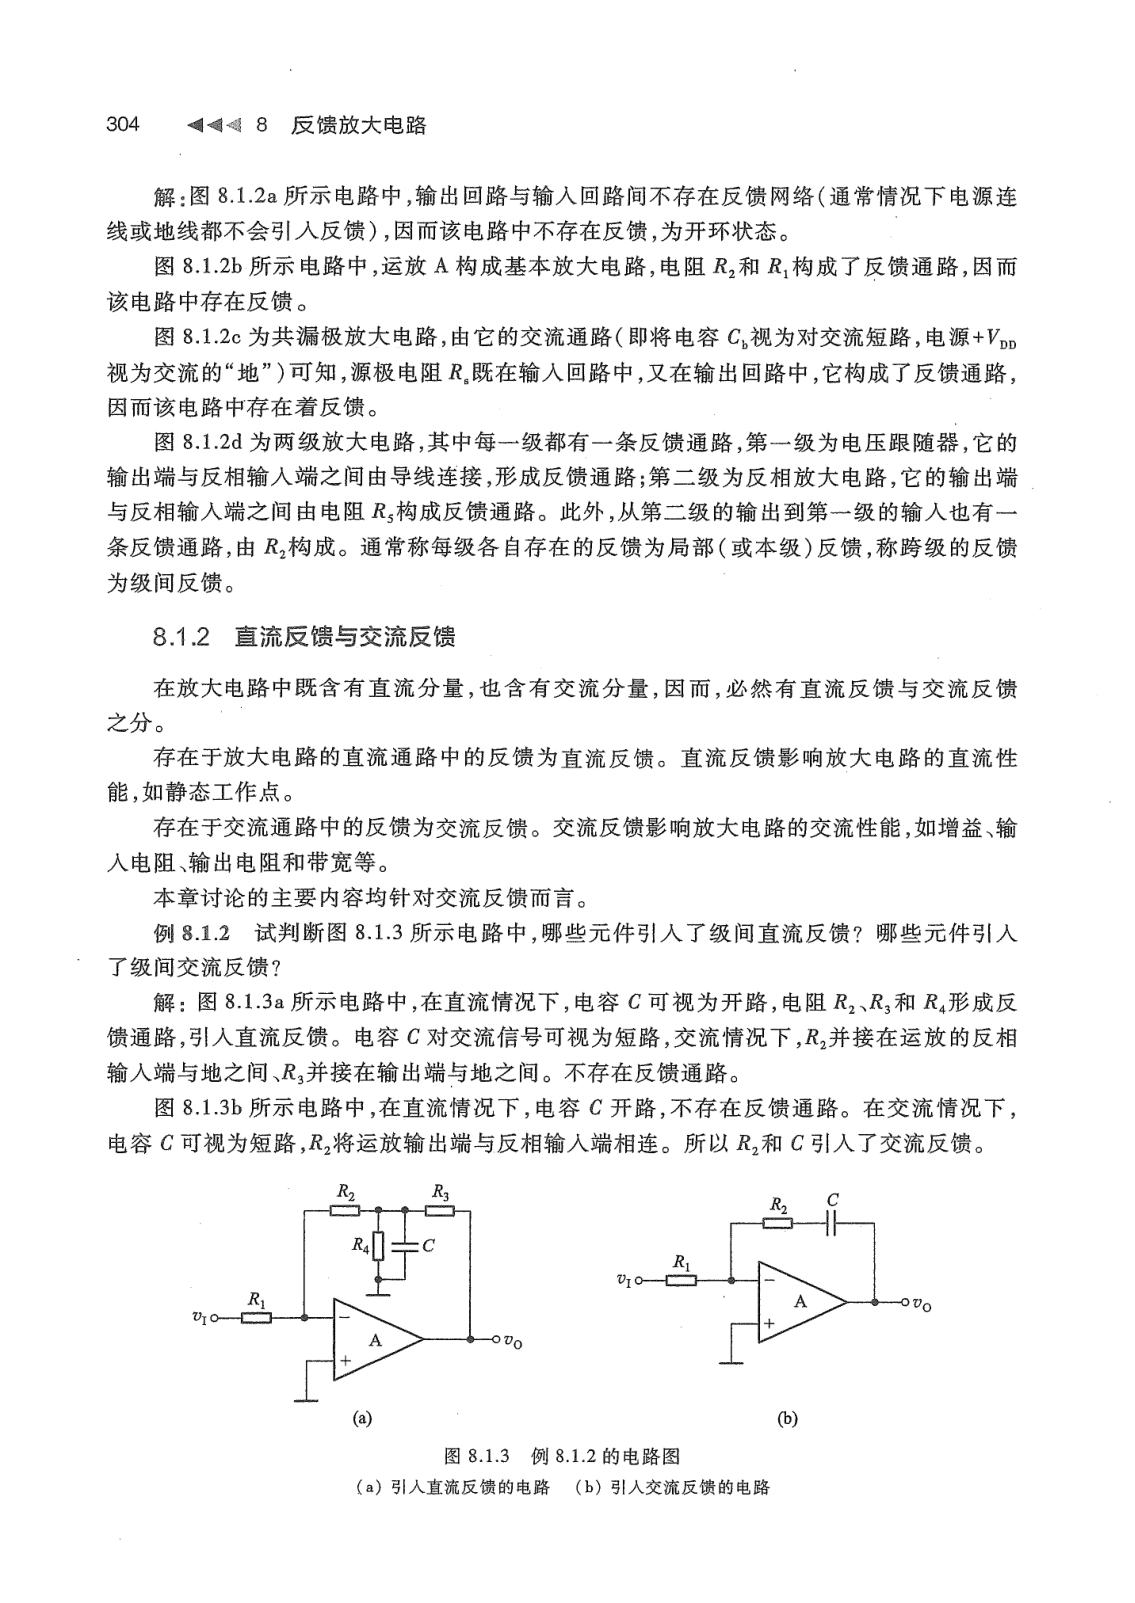 304 ◀◀◀ 8 反馈放大电路
解:图 8.1.2a 所示电路中,输出回路与输入回路间不存在反馈网络(通常情况下电源连
线或地线都不会引入反馈),因而该电路中不存在反馈,为开环状态。
图 8.1.2b 所示电路中,运放 A 构成基本放大电路,电阻 R₂和 R₁构成了反馈通路,因而
该电路中存在反馈。
图 8.1.2c 为共漏极放大电路,由它的交流通路(即将电容 C_b视为对交流短路,电源+V_DD
视为交流的“地”)可知,源极电阻 R_s既在输入回路中,又在输出回路中,它构成了反馈通路,
因而该电路中存在着反馈。
图 8.1.2d 为两级放大电路,其中每一级都有一条反馈通路,第一级为电压跟随器,它的
输出端与反相输入端之间由导线连接,形成反馈通路;第二级为反相放大电路,它的输出端
与反相输入端之间由电阻 R₅构成反馈通路。此外,从第二级的输出到第一级的输入也有一
条反馈通路,由 R₂构成。通常称每级各自存在的反馈为局部(或本级)反馈,称跨级的反馈
为级间反馈。
8.1.2 直流反馈与交流反馈
在放大电路中既含有直流分量,也含有交流分量,因而,必然有直流反馈与交流反馈
之分。
存在于放大电路的直流通路中的反馈为直流反馈。直流反馈影响放大电路的直流性
能,如静态工作点。
存在于交流通路中的反馈为交流反馈。交流反馈影响放大电路的交流性能,如增益、输
入电阻、输出电阻和带宽等。
本章讨论的主要内容均针对交流反馈而言。
例 8.1.2 试判断图 8.1.3 所示电路中,哪些元件引入了级间直流反馈? 哪些元件引入
了级间交流反馈?
解: 图 8.1.3a 所示电路中,在直流情况下,电容 C 可视为开路,电阻 R₂、R₃和 R₄形成反
馈通路,引入直流反馈。电容 C 对交流信号可视为短路,交流情况下,R₂并接在运放的反相
输入端与地之间、R₃并接在输出端与地之间。不存在反馈通路。
图 8.1.3b 所示电路中,在直流情况下,电容 C 开路,不存在反馈通路。在交流情况下,
电容 C 可视为短路,R₂将运放输出端与反相输入端相连。所以 R₂和 C 引入了交流反馈。
R₂ R₃
R₄ C
R₁
v_I
− A +
v_O
(a)
R₂ C
R₁
v_I
− A +
v_O
(b)
图 8.1.3 例 8.1.2 的电路图
(a) 引入直流反馈的电路 (b) 引入交流反馈的电路